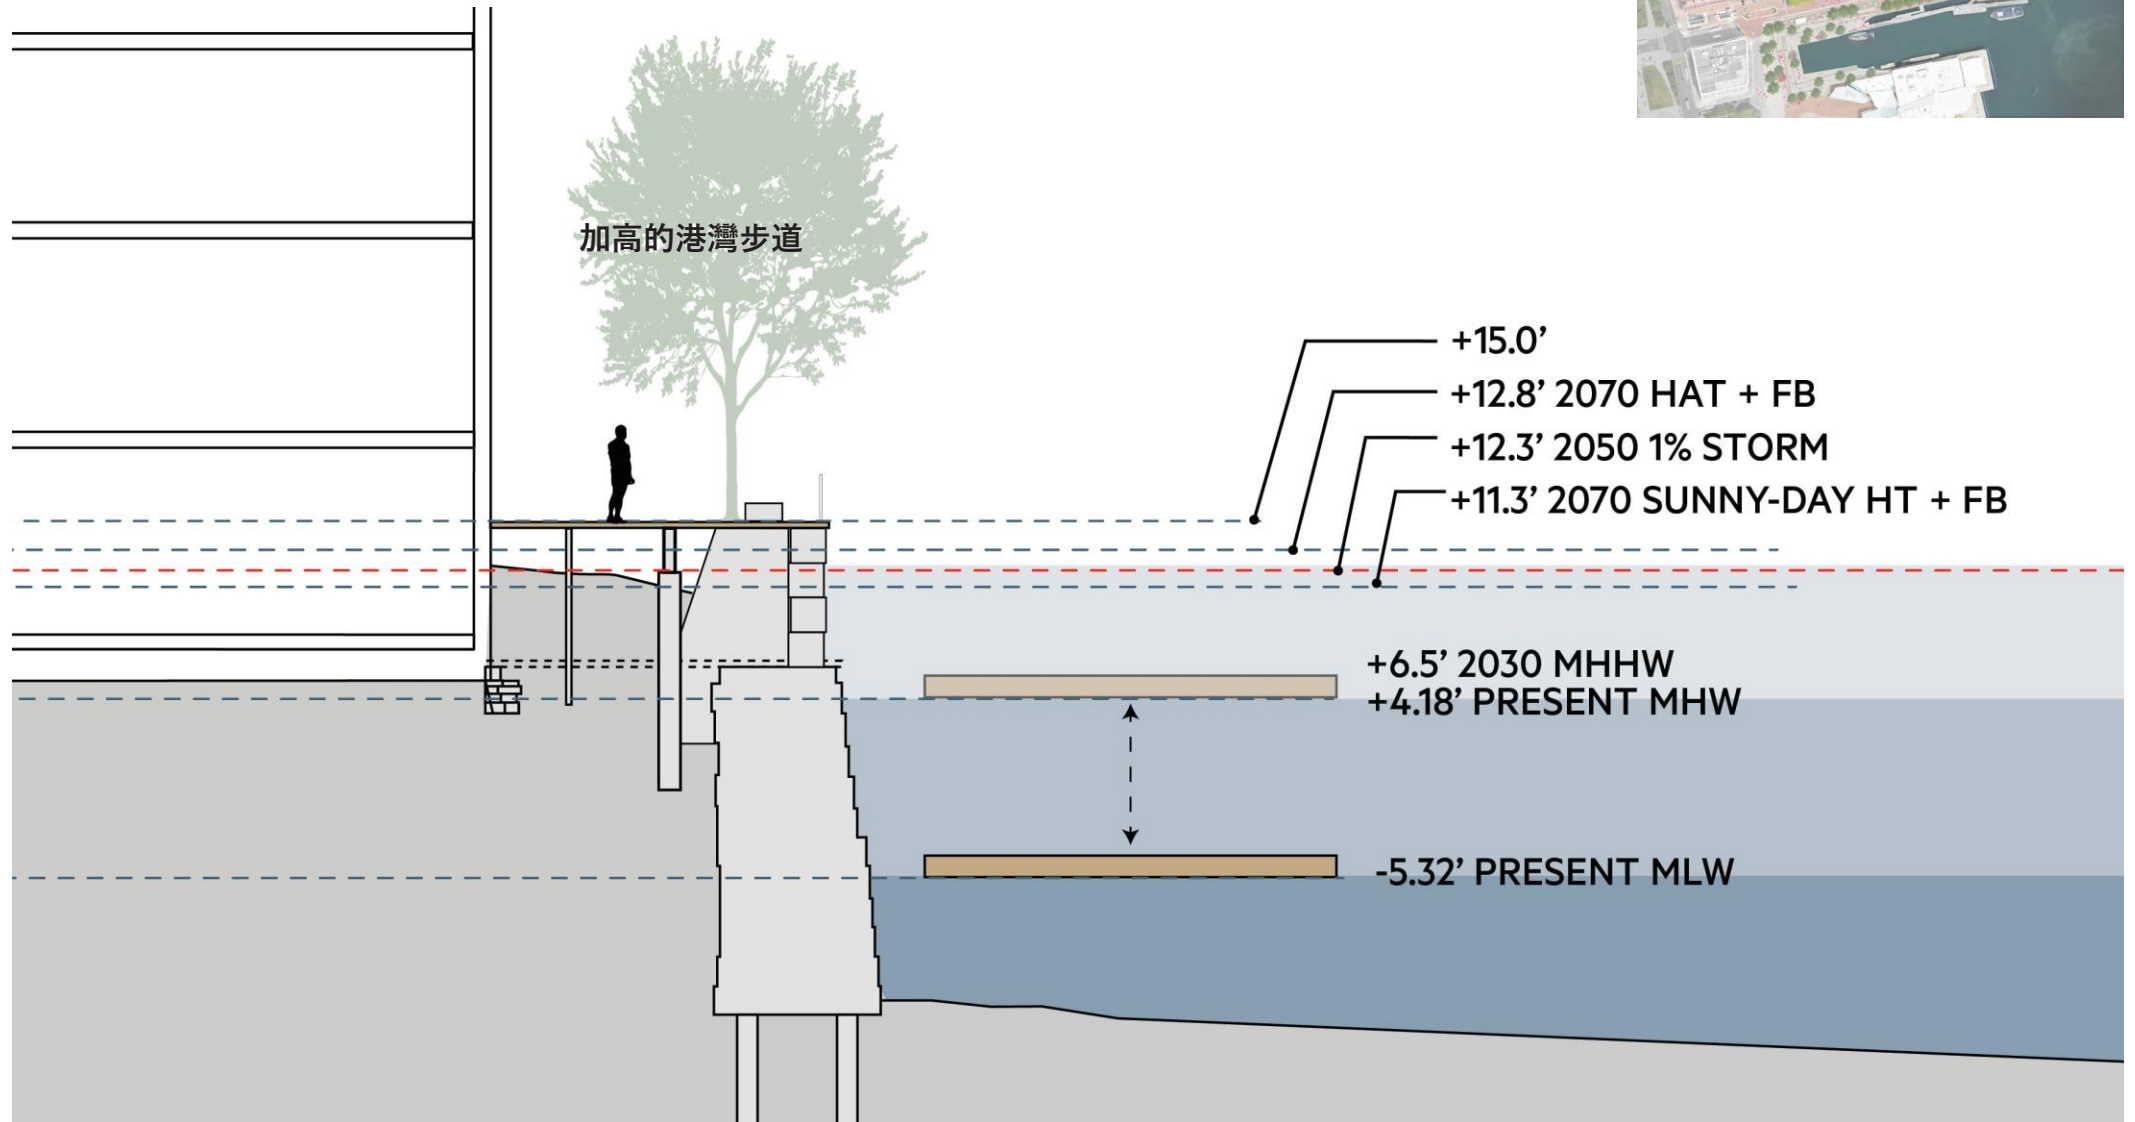 加高的港灣步道
+15.0’
+12.8’ 2070 HAT + FB
+12.3’ 2050 1% STORM
+11.3’ 2070 SUNNY-DAY HT + FB
+6.5’ 2030 MHHW
+4.18’ PRESENT MHW
-5.32’ PRESENT MLW